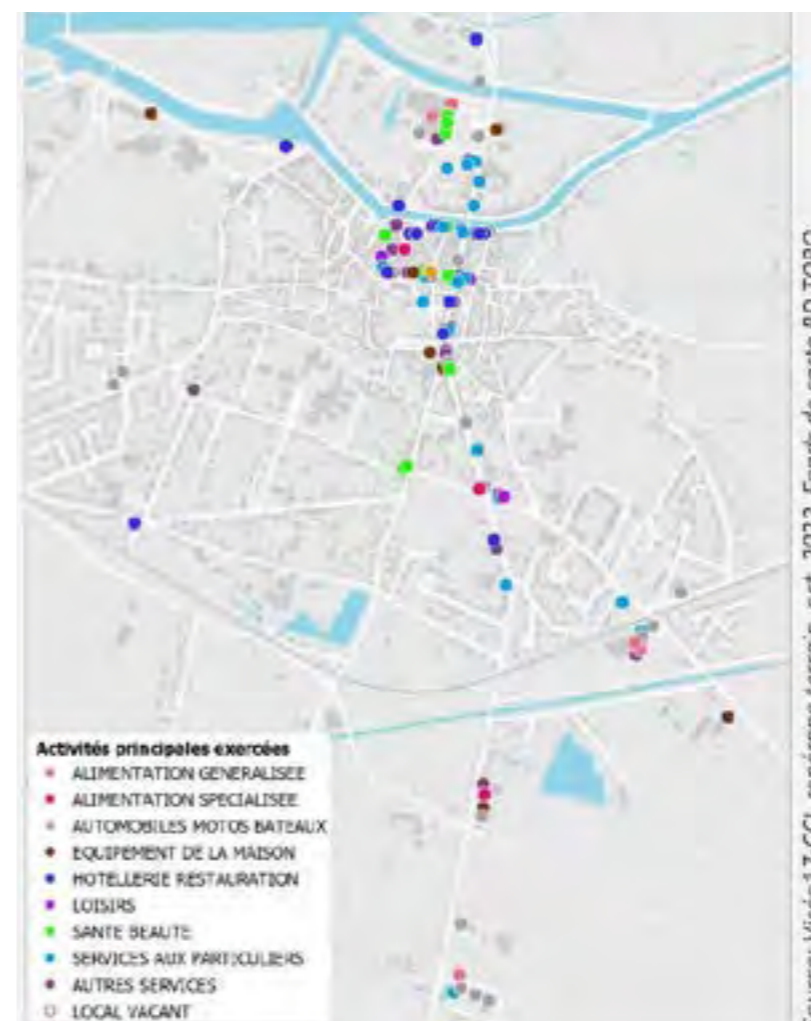 Activités principales exercées
ALIMENTATION GENERALISEE
ALIMENTATION SPECIALISEE
AUTOMOBILES MOTOS BATEAUX
EQUIPEMENT DE LA MAISON
HOTELLERIE RESTAURATION
LOISIRS
SANTE BEAUTE
SERVICES AUX PARTICULIERS
AUTRES SERVICES
LOCAL VACANT
2022